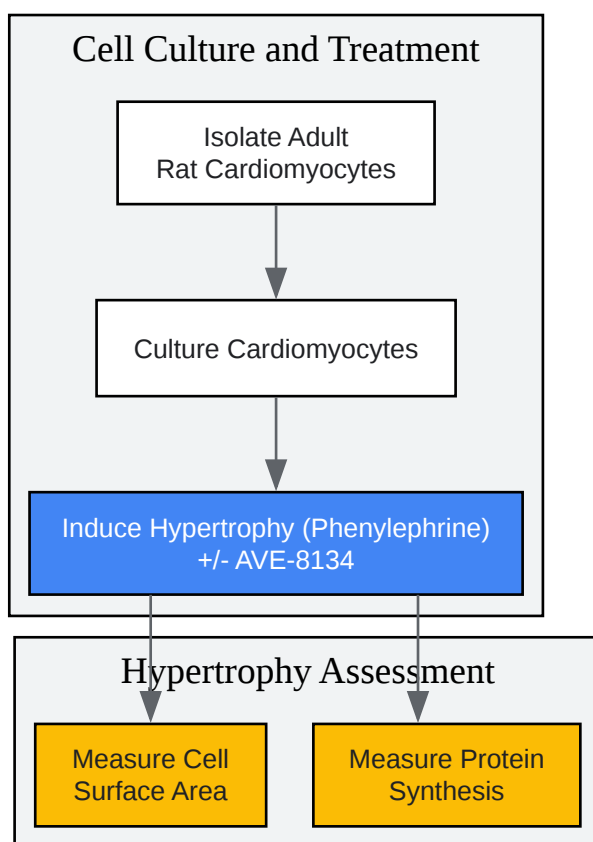 Cell Culture and Treatment
Isolate Adult
Rat Cardiomyocytes
Culture Cardiomyocytes
Induce Hypertrophy (Phenylephrine)
+/- AVE-8134
Hypertrophy Assessment
Measure Cell
Surface Area
Measure Protein
Synthesis